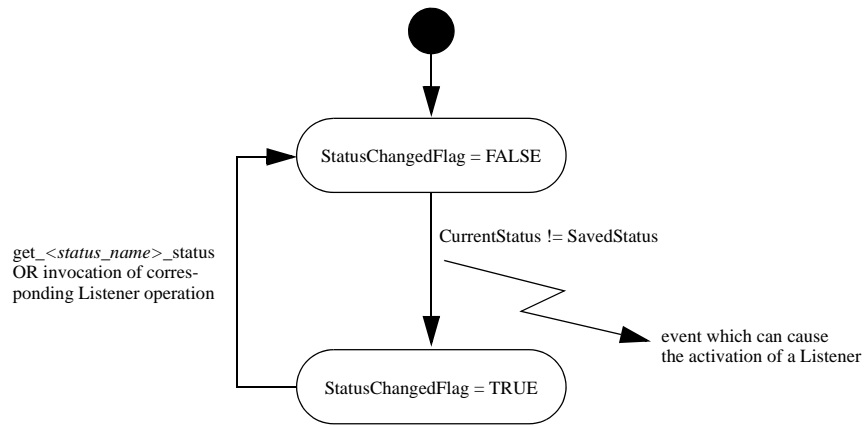 StatusChangedFlag = FALSE
CurrentStatus != SavedStatus
get_<status_name>_status
OR invocation of corres-
ponding Listener operation
event which can cause
the activation of a Listener
StatusChangedFlag = TRUE